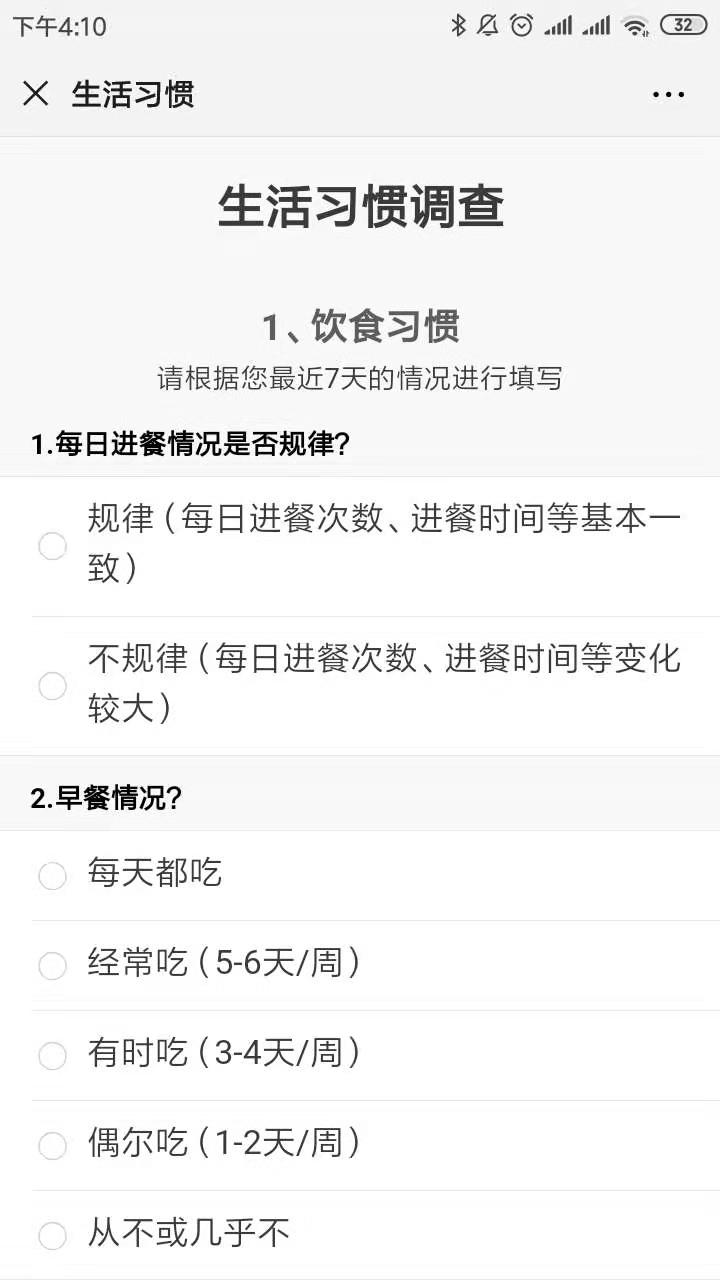 下午4:10
32
生活习惯
生活习惯调查
1、饮食习惯
请根据您最近7天的情况进行填写
1.每日进餐情况是否规律?
规律（每日进餐次数、进餐时间等基本一
致）
不规律（每日进餐次数、进餐时间等变化
较大）
2.早餐情况?
每天都吃
经常吃（5-6天/周）
有时吃（3-4天/周）
偶尔吃（1-2天/周）
从不或几乎不